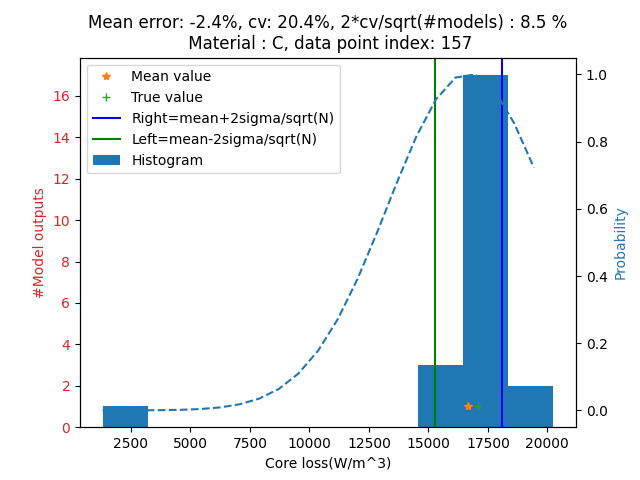 Mean error: -2.4%, cv: 20.4%, 2*cv/sqrt(#models) : 8.5 %
Material : C, data point index: 157
Mean value
True value
Right=mean+2sigma/sqrt(N)
Left=mean-2sigma/sqrt(N)
Histogram
#Model outputs
16
14
12
10
8
6
4
2
0
1.0
0.8
0.6
0.4
0.2
0.0
Probability
2500 5000 7500 10000 12500 15000 17500 20000
Core loss(W/m^3)